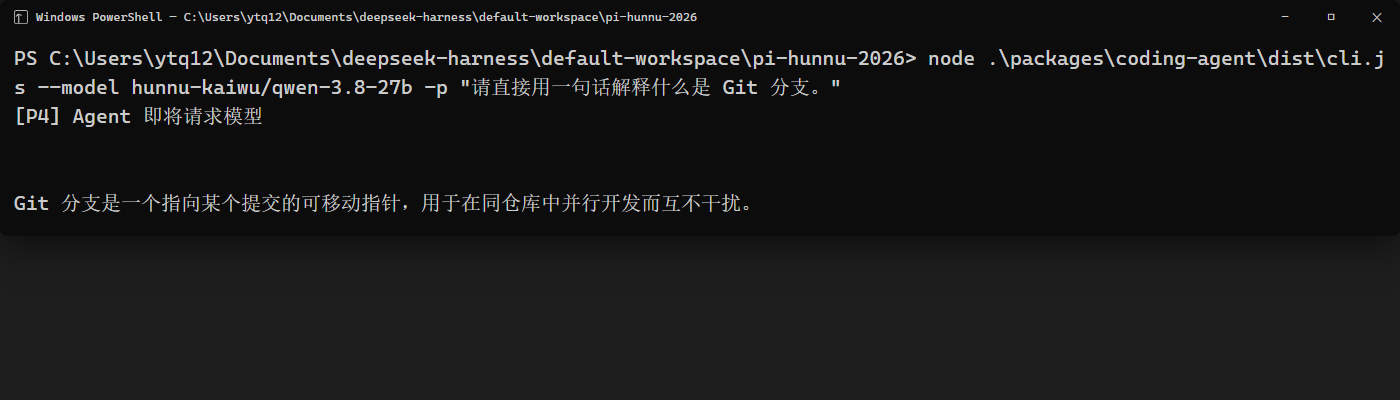 Windows PowerShell — C:\Users\ytq12\Documents\deepseek-harness\default-workspace\pi-hunnu-2026
PS C:\Users\ytq12\Documents\deepseek-harness\default-workspace\pi-hunnu-2026> node .\packages\coding-agent\dist\cli.j
s --model hunnu-kaiwu/qwen-3.8-27b -p "请直接用一句话解释什么是 Git 分支。"
[P4] Agent 即将请求模型
Git 分支是一个指向某个提交的可移动指针，用于在同仓库中并行开发而互不干扰。